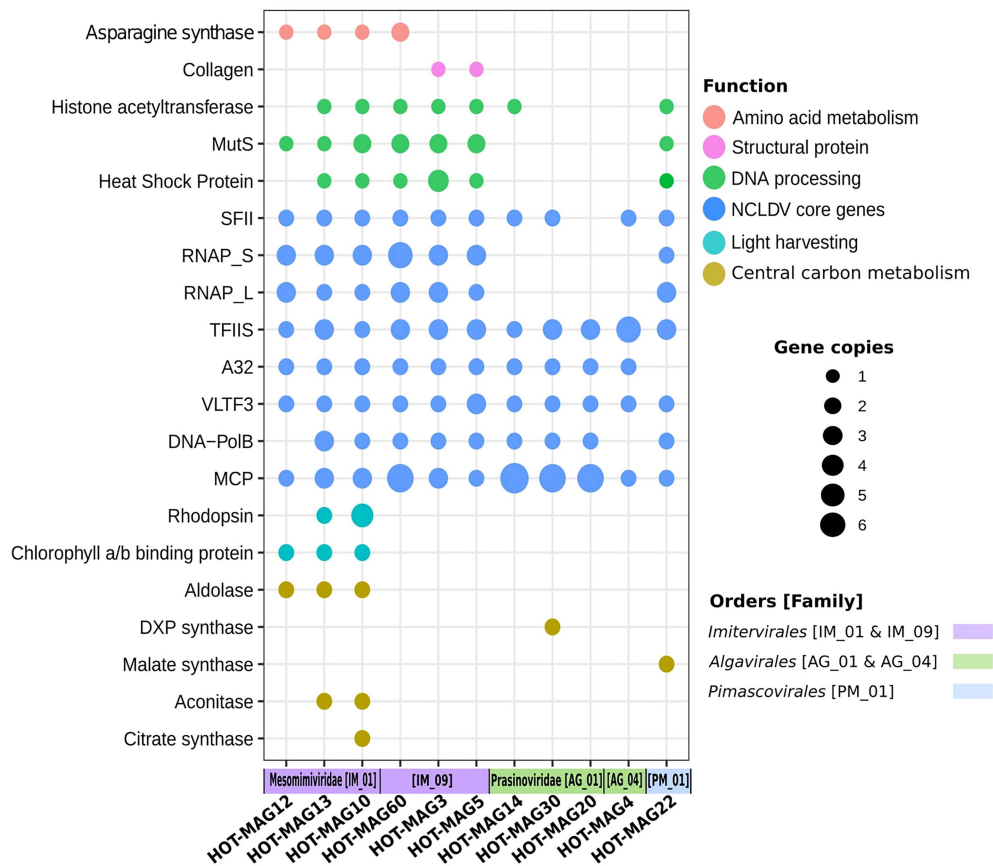 Asparagine synthase
Collagen
Histone acetyltransferase
MutS
Heat Shock Protein
SFII
RNAP_S
RNAP_L
TFIIS
A32
VLTF3
DNA−PolB
MCP
Rhodopsin
Chlorophyll a/b binding protein
Aldolase
DXP synthase
Malate synthase
Aconitase
Citrate synthase
Mesomimiviridae [IM_01]
[IM_09]
Prasinoviridae [AG_01]
[AG_04]
[PM_01]
HOT-MAG12
HOT-MAG13
HOT-MAG10
HOT-MAG60
HOT-MAG3
HOT-MAG5
HOT-MAG14
HOT-MAG30
HOT-MAG20
HOT-MAG4
HOT-MAG22
Function
Amino acid metabolism
Structural protein
DNA processing
NCLDV core genes
Light harvesting
Central carbon metabolism
Gene copies
1
2
3
4
5
6
Orders [Family]
Imitervirales [IM_01 & IM_09]
Algavirales [AG_01 & AG_04]
Pimascovirales [PM_01]